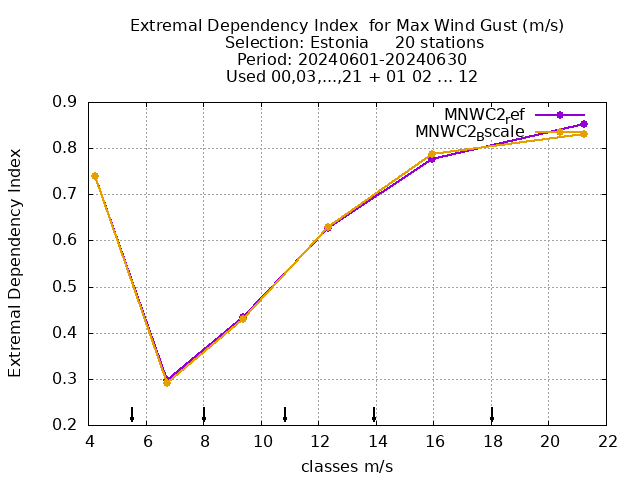 Extremal Dependency Index  for Max Wind Gust (m/s)
Selection: Estonia     20 stations
Period: 20240601-20240630
Used 00,03,...,21 + 01 02 ... 12
MNWC2ref
MNWC2Bscale
Extremal Dependency Index
0.9
0.8
0.7
0.6
0.5
0.4
0.3
0.2
4 6 8 10 12 14 16 18 20 22
classes m/s